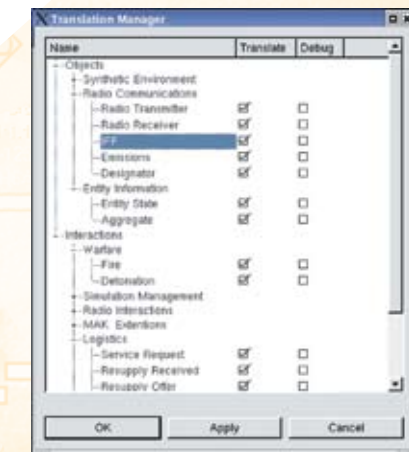 Translation Manager
Name Translate Debug
Objects
Synthetic Environment
Radio Communications
Radio Transmitter
Radio Receiver
IFF
Emissions
Designator
Entity Information
Entity State
Aggregate
Interactions
Warfare
Fire
Detonation
Simulation Management
Radio Interactions
MAK Extentions
Logistics
Service Request
Resupply Received
Resupply Offer
OK Apply Cancel